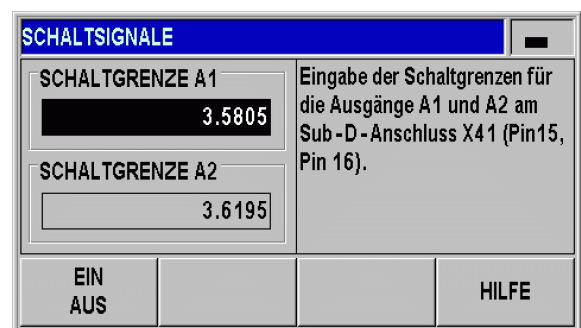 SCHALTSIGNALE
SCHALTGRENZE A1
3.5805
SCHALTGRENZE A2
3.6195
Eingabe der Schaltgrenzen für
die Ausgänge A1 und A2 am
Sub-D-Anschluss X41 (Pin15,
Pin 16).
EIN
AUS
HILFE